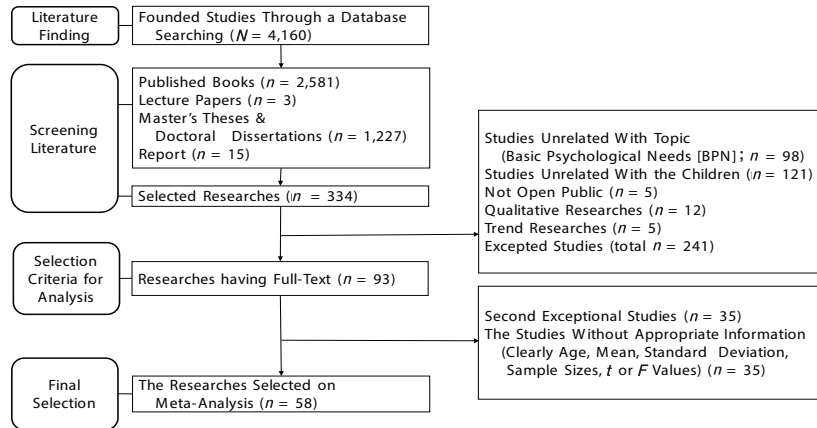 Literature
Finding
Founded Studies Through a Database
Searching (N = 4,160)
Screening
Literature
Published Books (n = 2,581)
Lecture Papers (n = 3)
Master's Theses &
Doctoral Dissertations (n = 1,227)
Report (n = 15)
Selected Researches (n = 334)
Studies Unrelated With Topic
(Basic Psychological Needs [BPN]; n = 98)
Studies Unrelated With the Children (n = 121)
Not Open Public (n = 5)
Qualitative Researches (n = 12)
Trend Researches (n = 5)
Excepted Studies (total n = 241)
Selection
Criteria for
Analysis
Researches having Full-Text (n = 93)
Second Exceptional Studies (n = 35)
The Studies Without Appropriate Information
(Clearly Age, Mean, Standard Deviation,
Sample Sizes, t or F Values) (n = 35)
Final
Selection
The Researches Selected on
Meta-Analysis (n = 58)